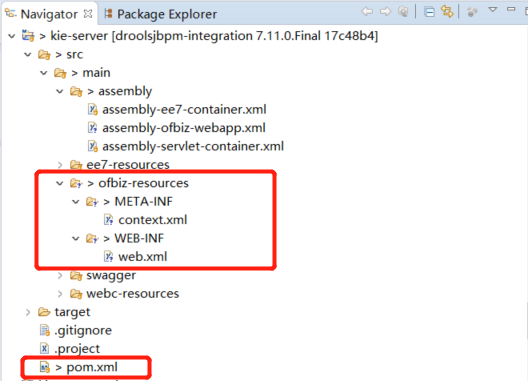 Navigator Package Explorer
> kie-server [droolsjbpm-integration 7.11.0.Final 17c48b4]
> src
> main
> assembly
assembly-ee7-container.xml
assembly-ofbiz-webapp.xml
assembly-servlet-container.xml
ee7-resources
> ofbiz-resources
> META-INF
context.xml
> WEB-INF
web.xml
swagger
webc-resources
target
.gitignore
.project
> pom.xml